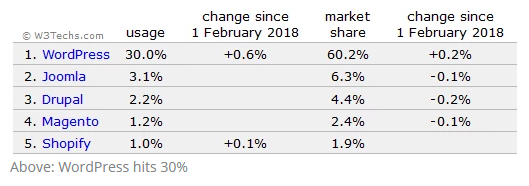 © W3Techs.com usage change since 1 February 2018 market share change since 1 February 2018
1. WordPress 30.0% +0.6% 60.2% +0.2%
2. Joomla 3.1% 6.3% -0.1%
3. Drupal 2.2% 4.4% -0.2%
4. Magento 1.2% 2.4% -0.1%
5. Shopify 1.0% +0.1% 1.9%
Above: WordPress hits 30%